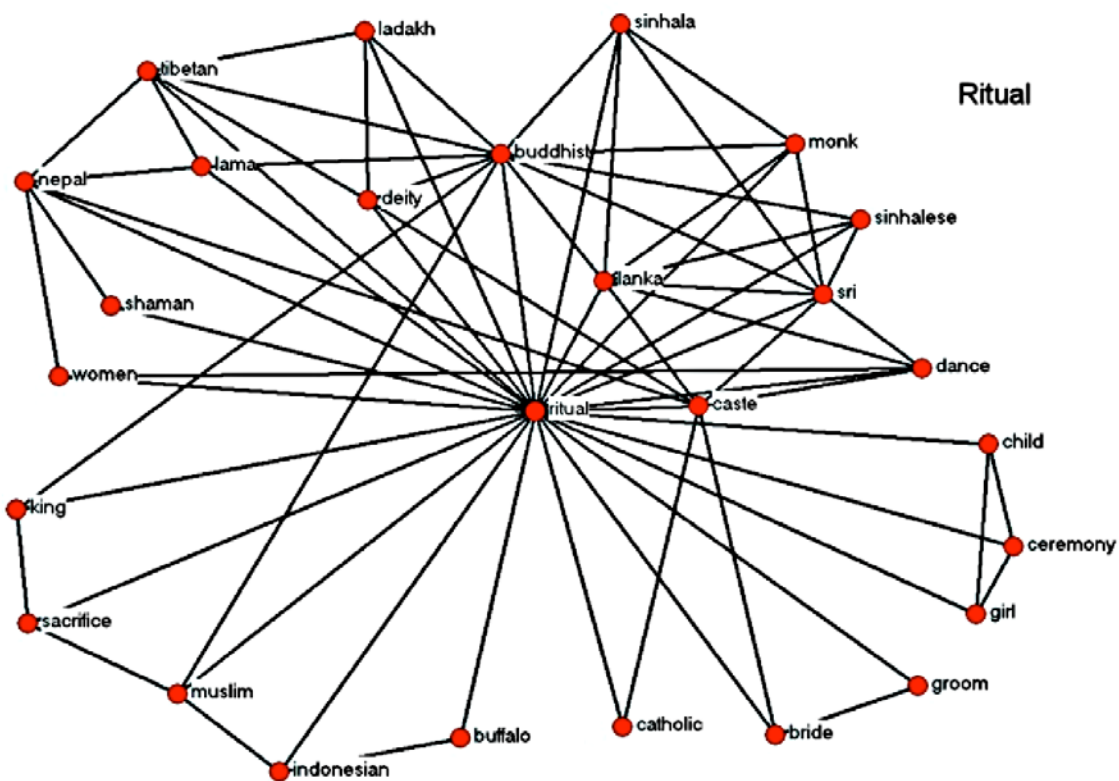 ladakh
sinhala
tibetan
Ritual
monk
buddhist
lama
nepal
deity
sinhalese
lanka
sri
shaman
dance
women
caste
ritual
child
king
ceremony
girl
sacrifice
groom
muslim
catholic
bride
buffalo
indonesian